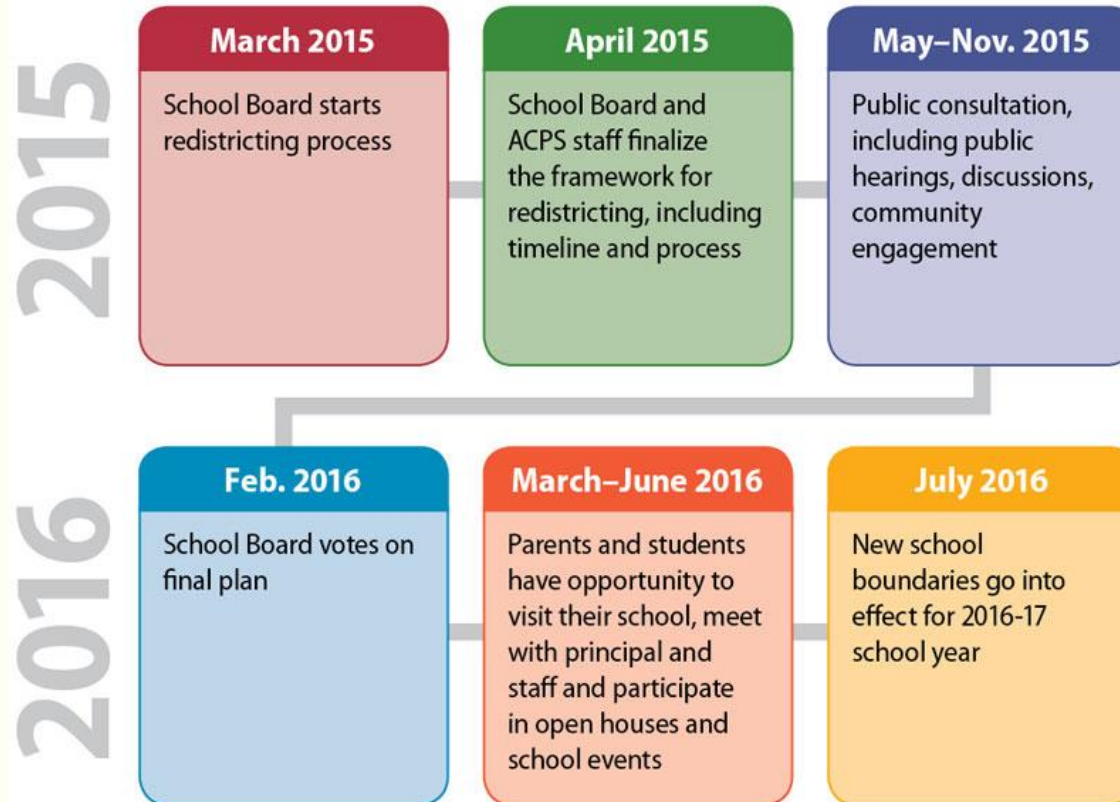 2015
March 2015
School Board starts
redistricting process
April 2015
School Board and
ACPS staff finalize
the framework for
redistricting, including
timeline and process
May–Nov. 2015
Public consultation,
including public
hearings, discussions,
community
engagement
2016
Feb. 2016
School Board votes on
final plan
March–June 2016
Parents and students
have opportunity to
visit their school, meet
with principal and
staff and participate
in open houses and
school events
July 2016
New school
boundaries go into
effect for 2016-17
school year